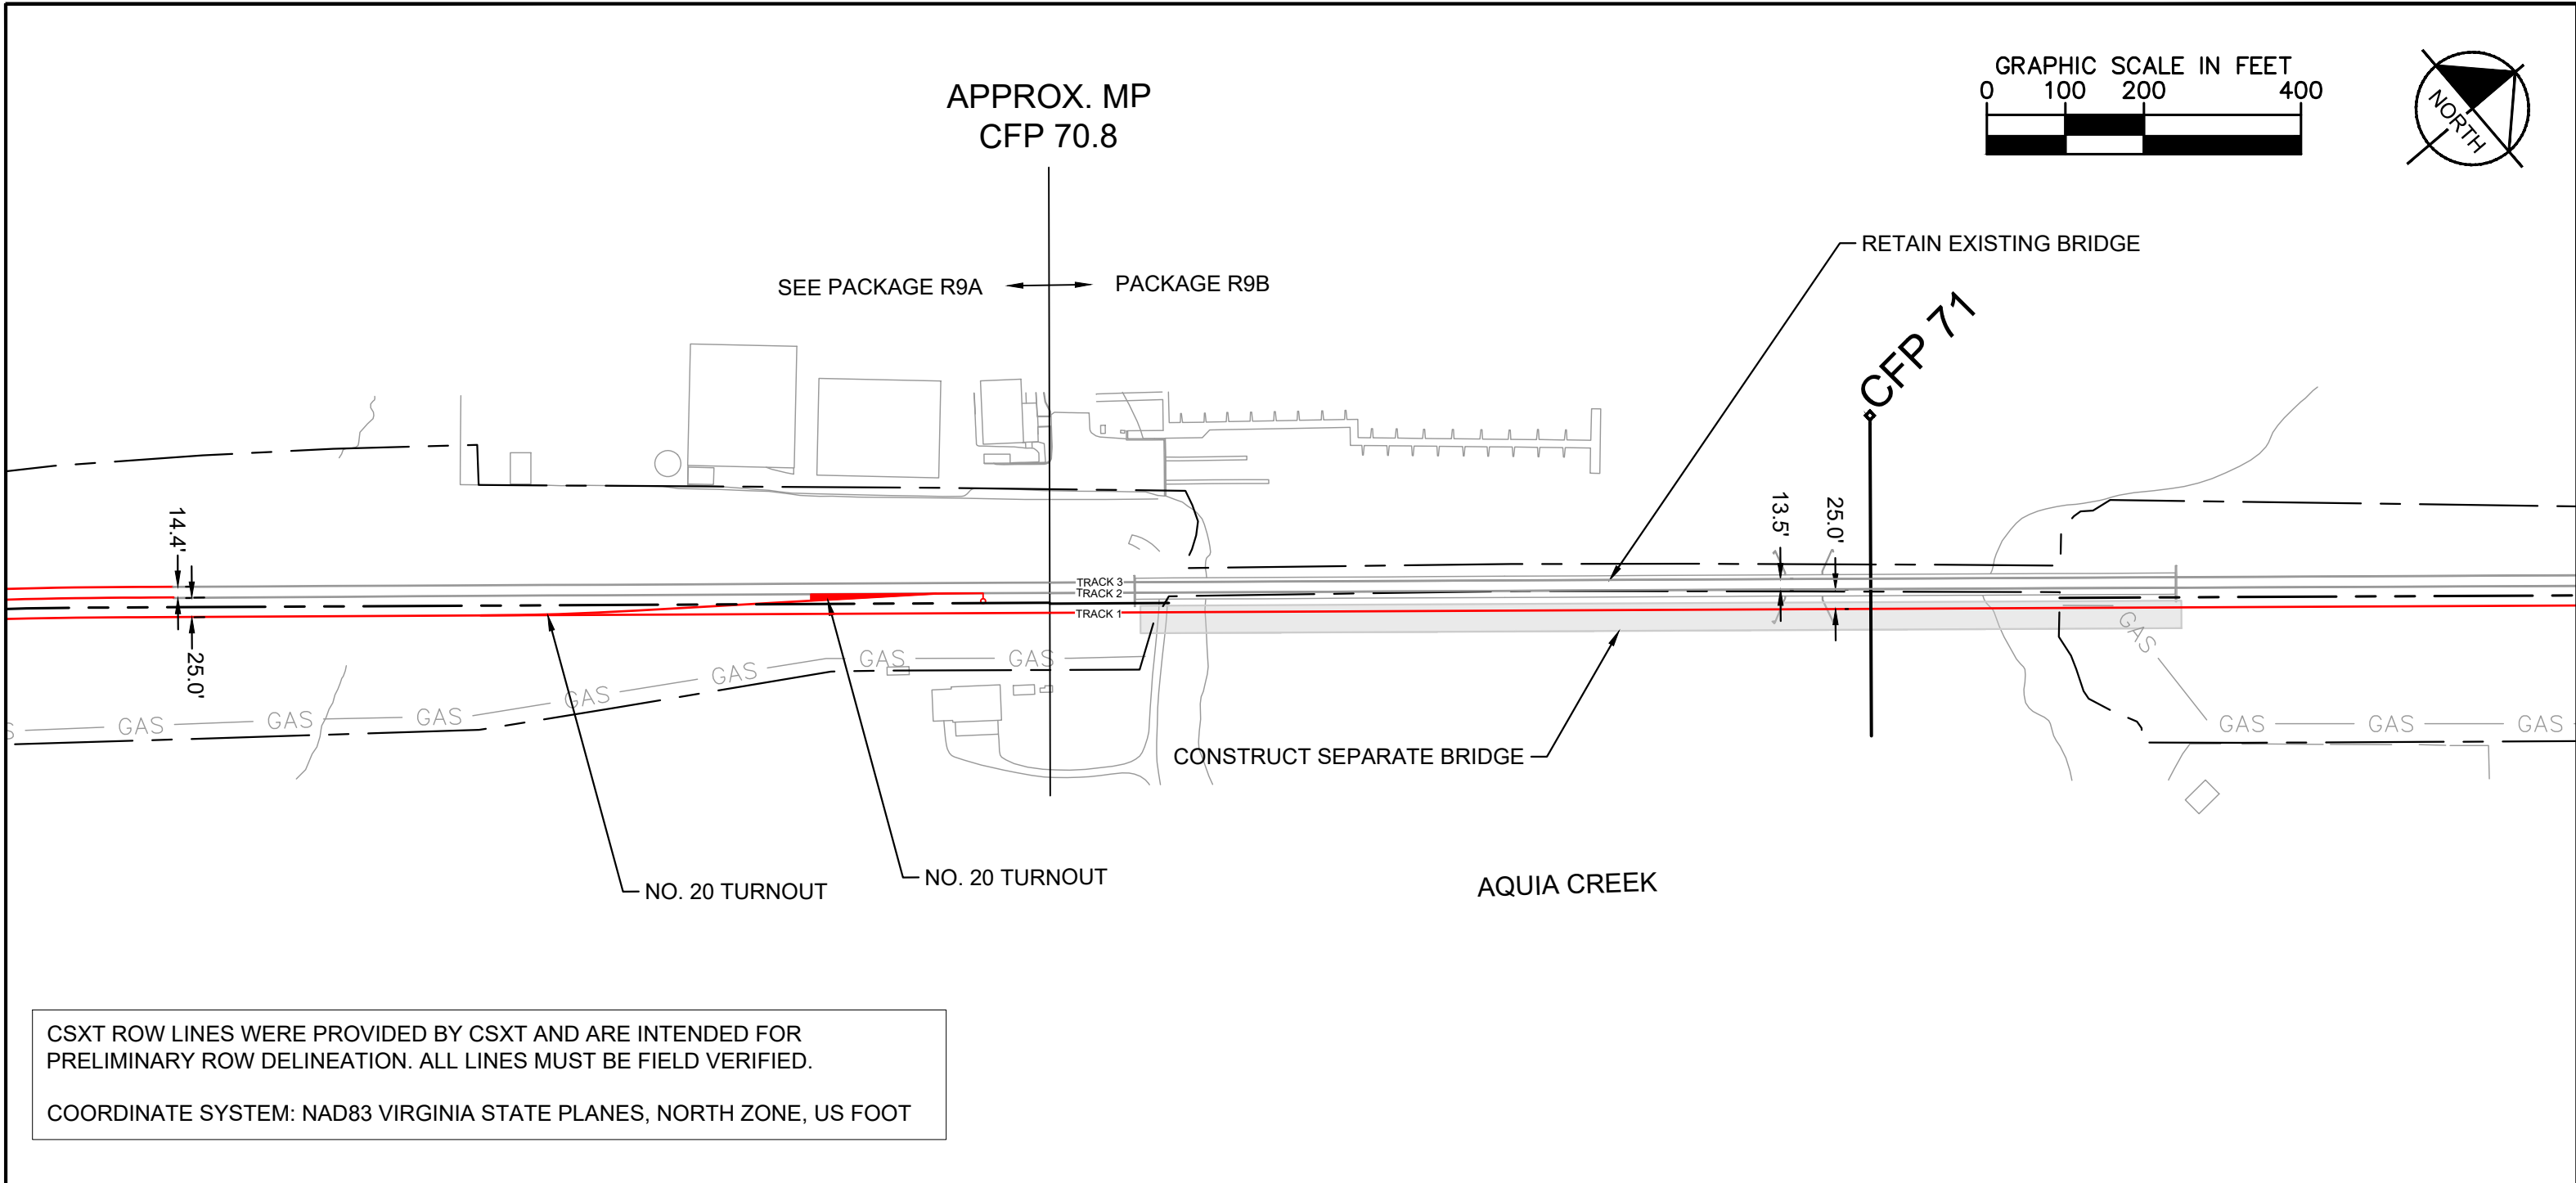 GRAPHIC SCALE IN FEET
0 100 200 400
NORTH
APPROX. MP
CFP 70.8
SEE PACKAGE R9A
PACKAGE R9B
RETAIN EXISTING BRIDGE
CFP 71
14.4'
25.0'
13.5'
25.0'
TRACK 3
TRACK 2
TRACK 1
GAS
GAS
GAS
GAS
GAS
GAS
GAS
GAS
GAS
GAS
GAS
CONSTRUCT SEPARATE BRIDGE
NO. 20 TURNOUT
NO. 20 TURNOUT
AQUIA CREEK
CSXT ROW LINES WERE PROVIDED BY CSXT AND ARE INTENDED FOR
PRELIMINARY ROW DELINEATION. ALL LINES MUST BE FIELD VERIFIED.
COORDINATE SYSTEM: NAD83 VIRGINIA STATE PLANES, NORTH ZONE, US FOOT